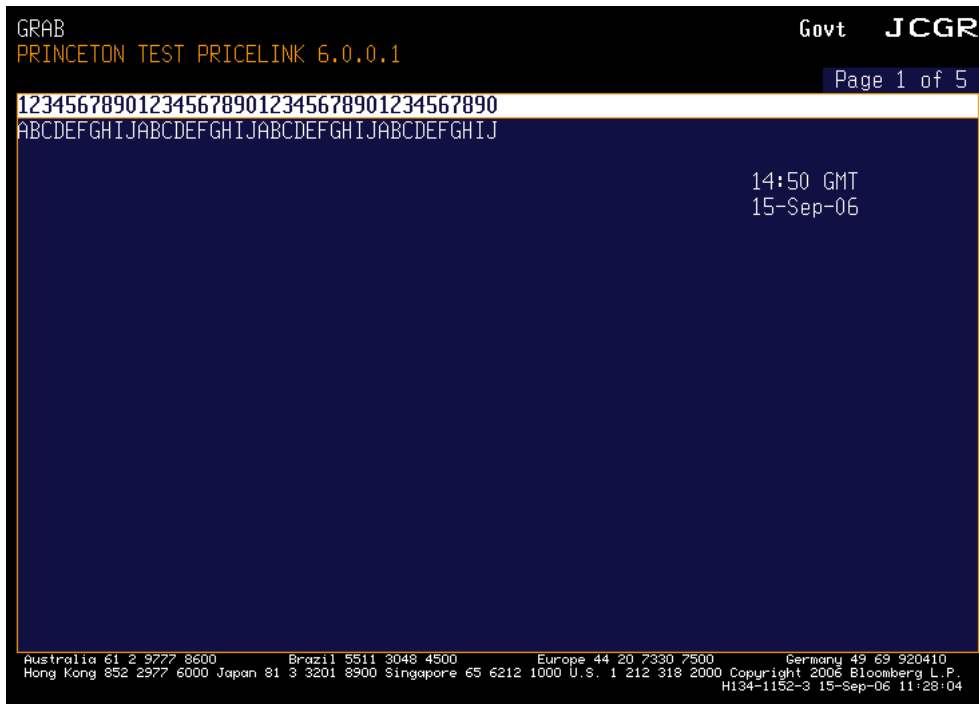 GRAB Govt JCGR
PRINCETON TEST PRICELINK 6.0.0.1
Page 1 of 5
1234567890123456789012345678901234567890
ABCDEFGHIJABCDEFGHIJABCDEFGHIJABCDEFGHIJ
14:50 GMT
15-Sep-06
Australia 61 2 9777 8600 Brazil 5511 3048 4500 Europe 44 20 7330 7500 Germany 49 69 920410
Hong Kong 852 2977 6000 Japan 81 3 3201 8900 Singapore 65 6212 1000 U.S. 1 212 318 2000 Copyright 2006 Bloomberg L.P.
H134-1152-3 15-Sep-06 11:28:04